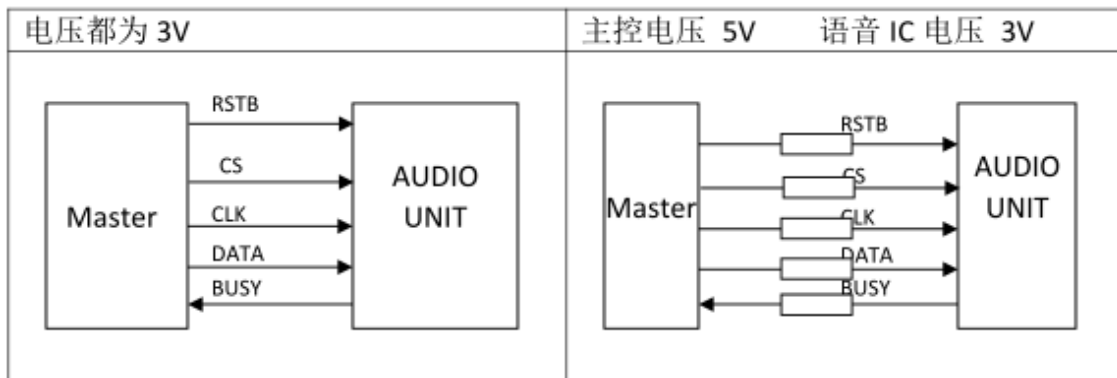 电压都为 3V
主控电压 5V 语音 IC 电压 3V
RSTB
CS
CLK
DATA
BUSY
Master
AUDIO
UNIT
RSTB
CS
CLK
DATA
BUSY
Master
AUDIO
UNIT